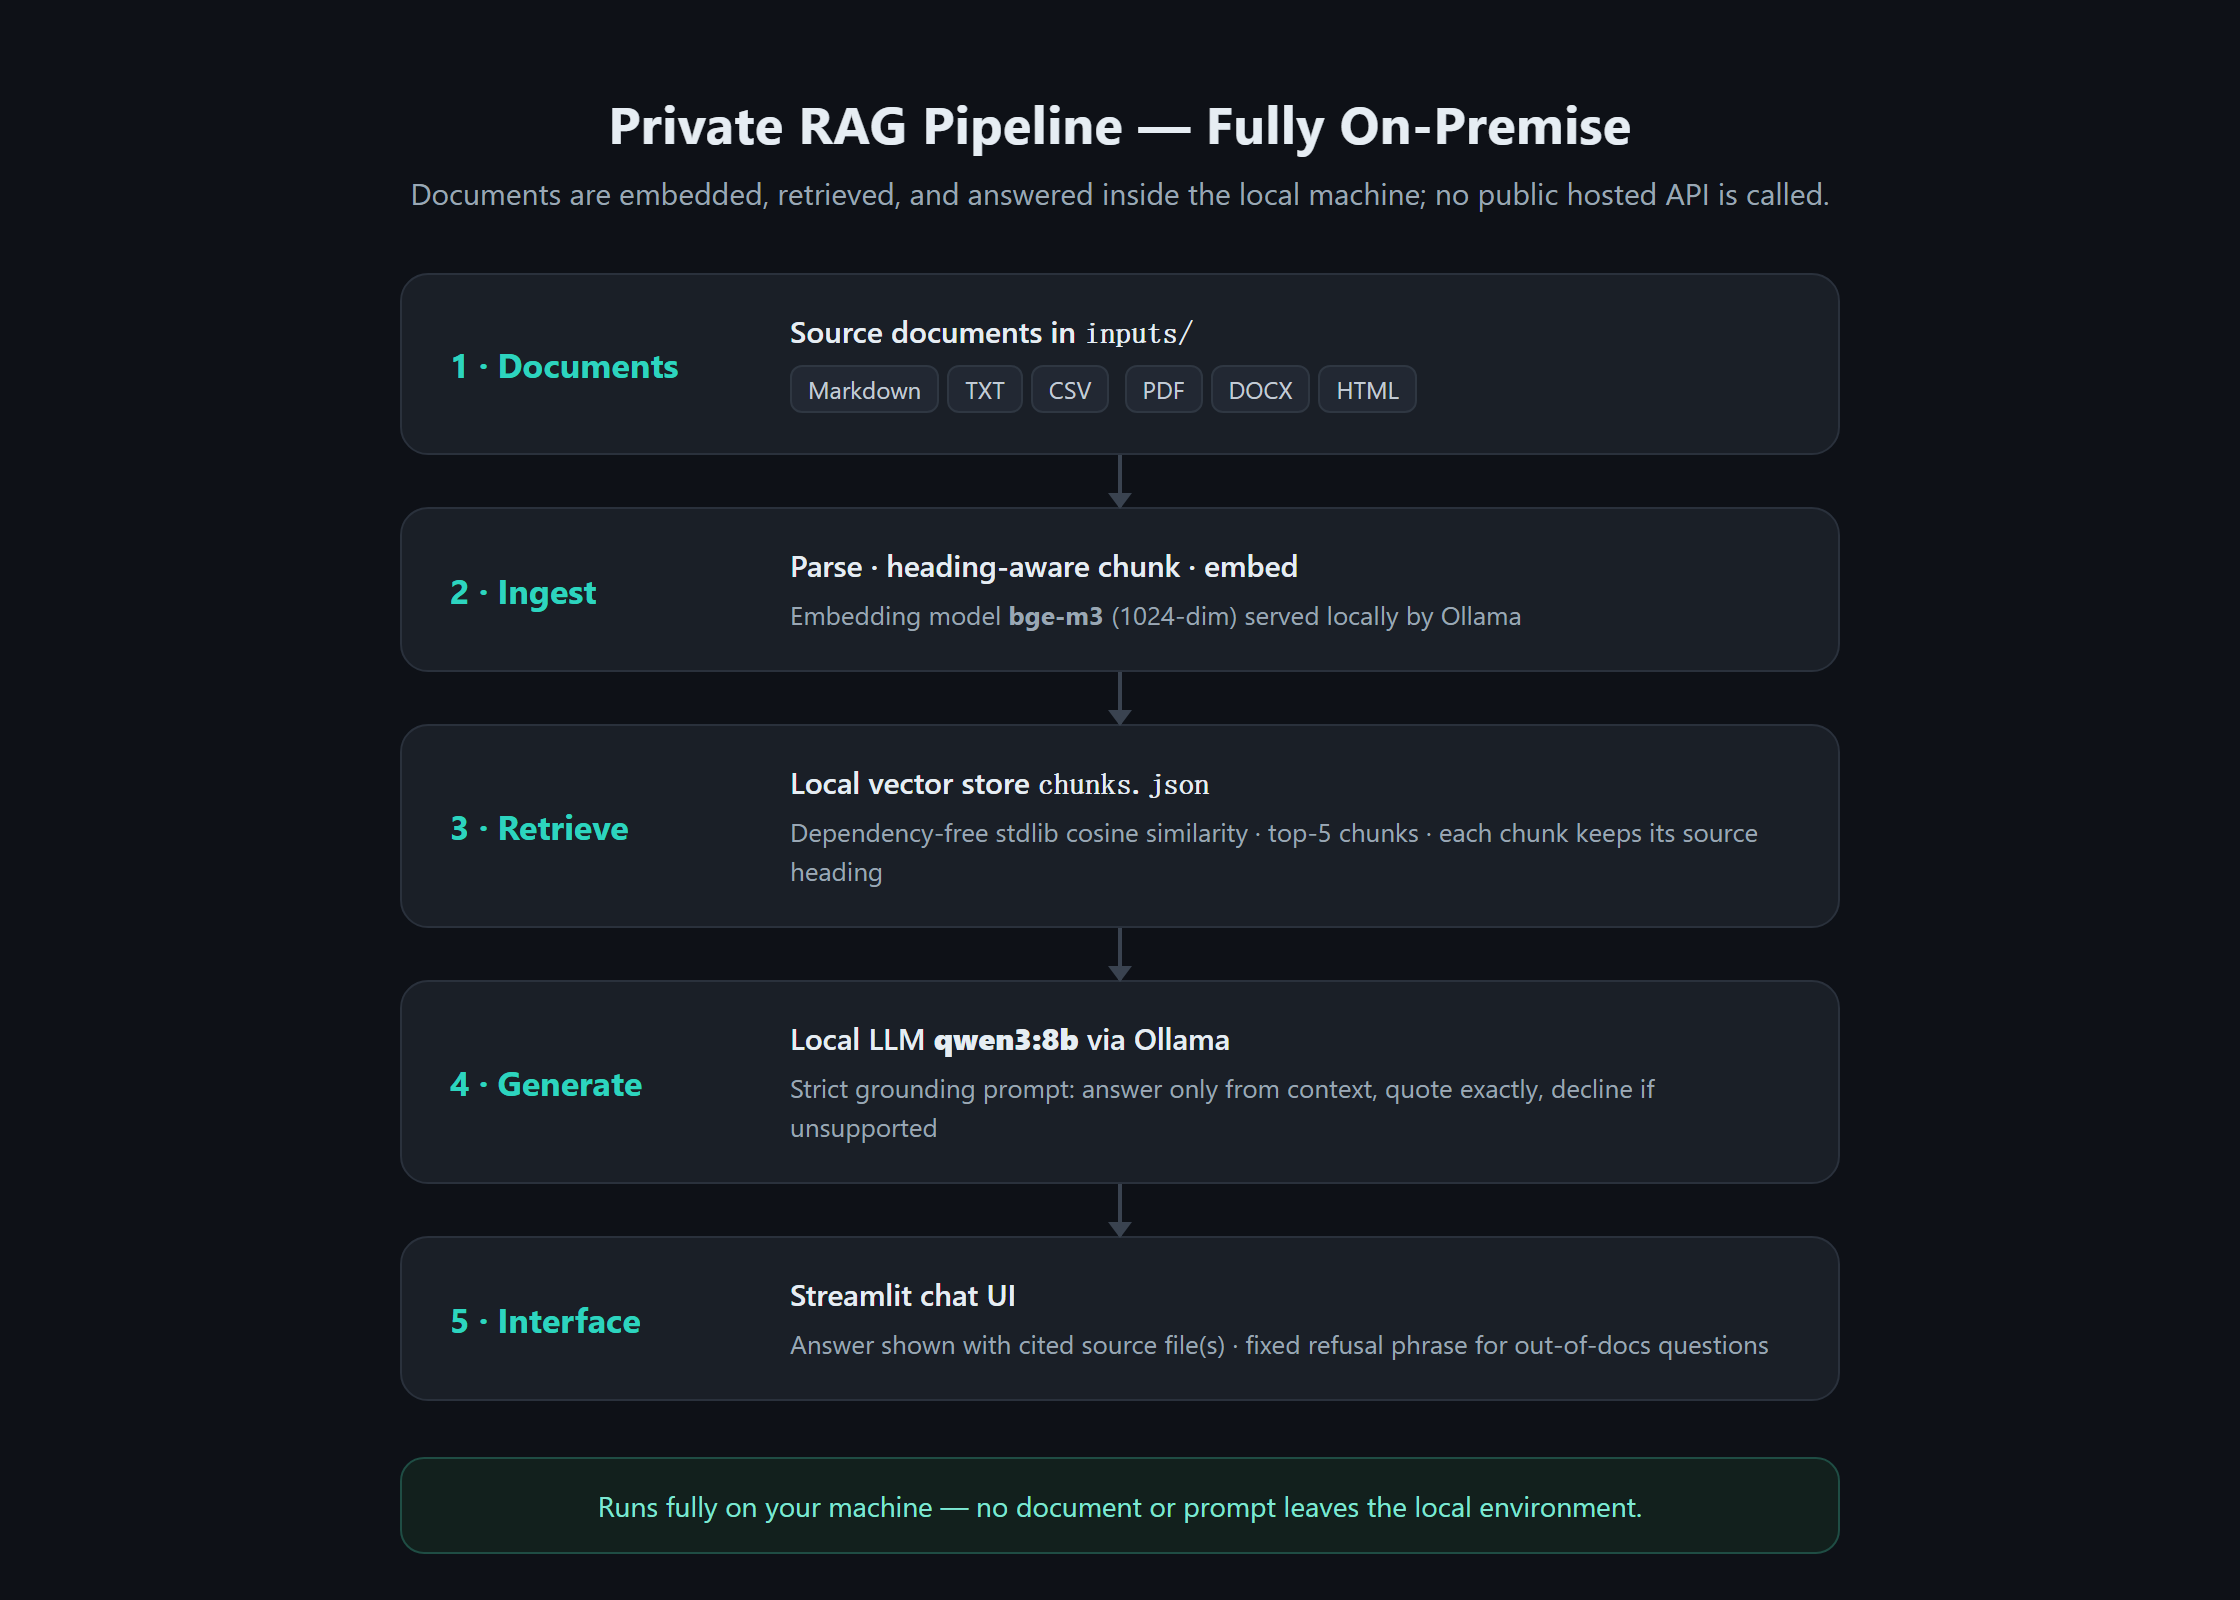 Private RAG Pipeline — Fully On-Premise
Documents are embedded, retrieved, and answered inside the local machine; no public hosted API is called.
1 · Documents
Source documents in inputs/
Markdown TXT CSV PDF DOCX HTML
2 · Ingest
Parse · heading-aware chunk · embed
Embedding model bge-m3 (1024-dim) served locally by Ollama
3 · Retrieve
Local vector store chunks.json
Dependency-free stdlib cosine similarity · top-5 chunks · each chunk keeps its source
heading
4 · Generate
Local LLM qwen3:8b via Ollama
Strict grounding prompt: answer only from context, quote exactly, decline if
unsupported
5 · Interface
Streamlit chat UI
Answer shown with cited source file(s) · fixed refusal phrase for out-of-docs questions
Runs fully on your machine — no document or prompt leaves the local environment.